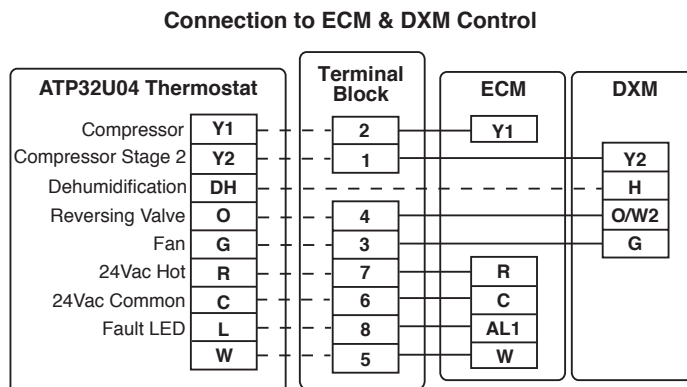 Connection to ECM & DXM Control
ATP32U04 Thermostat
Terminal
Block
ECM
DXM
Compressor Y1 2 Y1
Compressor Stage 2 Y2 1 Y2
Dehumidification DH H
Reversing Valve O 4 O/W2
Fan G 3 G
24Vac Hot R 7 R
24Vac Common C 6 C
Fault LED L 8 AL1
W 5 W